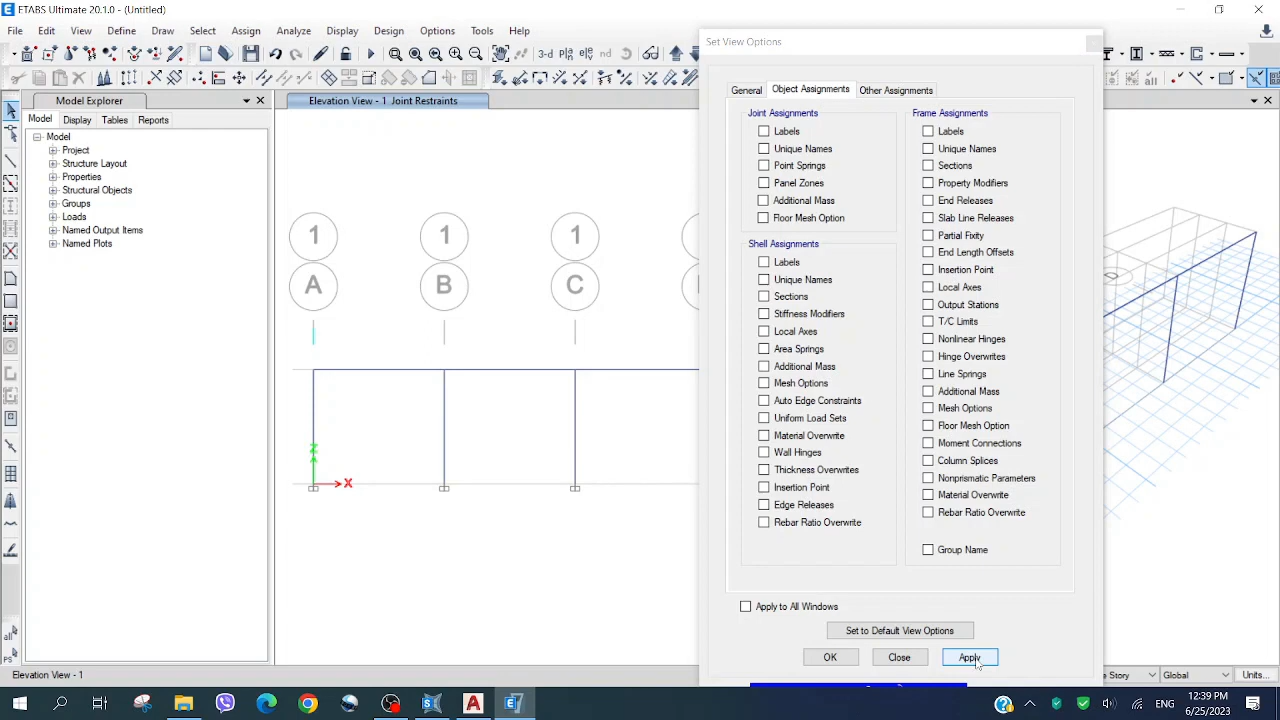 ETABS Ultimate 20.1.0 - (Untitled)
File Edit View Define Draw Select Assign Analyze Display Design Options Tools Help
3-d
nd
Model Explorer
Model Display Tables Reports
Model
Project
Structure Layout
Properties
Structural Objects
Groups
Loads
Named Output Items
Named Plots
Elevation View - 1 Joint Restraints
1 1 1
A B C
Z
X
Set View Options
General Object Assignments Other Assignments
Joint Assignments
Labels
Unique Names
Point Springs
Panel Zones
Additional Mass
Floor Mesh Option
Shell Assignments
Labels
Unique Names
Sections
Stiffness Modifiers
Local Axes
Area Springs
Additional Mass
Mesh Options
Auto Edge Constraints
Uniform Load Sets
Material Overwrite
Wall Hinges
Thickness Overwrites
Insertion Point
Edge Releases
Rebar Ratio Overwrite
Frame Assignments
Labels
Unique Names
Sections
Property Modifiers
End Releases
Slab Line Releases
Partial Fixity
End Length Offsets
Insertion Point
Local Axes
Output Stations
T/C Limits
Nonlinear Hinges
Hinge Overwrites
Line Springs
Additional Mass
Mesh Options
Floor Mesh Option
Moment Connections
Column Splices
Nonprismatic Parameters
Material Overwrite
Rebar Ratio Overwrite
Group Name
Apply to All Windows
Set to Default View Options
OK Close Apply
all
PS
all
Elevation View - 1
Story Global Units...
12:39 PM
6/25/2023